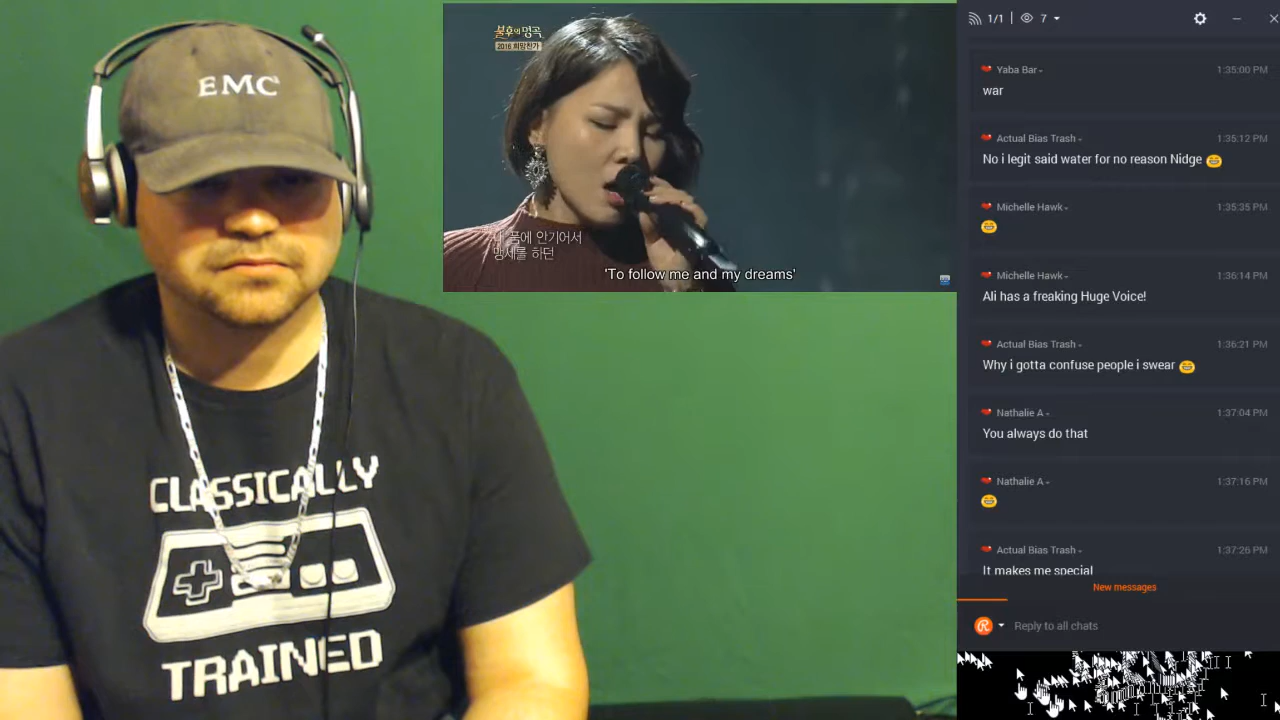 EMC
CLASSICALLY
TRAINED
불후의 명곡
2016 희망찬가
내 품에 안기어서
맹세를 하던
'To follow me and my dreams'
1/1 7
Yaba Bar 1:35:00 PM
war
Actual Bias Trash 1:35:12 PM
No i legit said water for no reason Nidge 😂
Michelle Hawk 1:35:35 PM
😂
Michelle Hawk 1:36:14 PM
Ali has a freaking Huge Voice!
Actual Bias Trash 1:36:21 PM
Why i gotta confuse people i swear 😂
Nathalie A 1:37:04 PM
You always do that
Nathalie A 1:37:16 PM
😂
Actual Bias Trash 1:37:26 PM
It makes me special
New messages
Reply to all chats